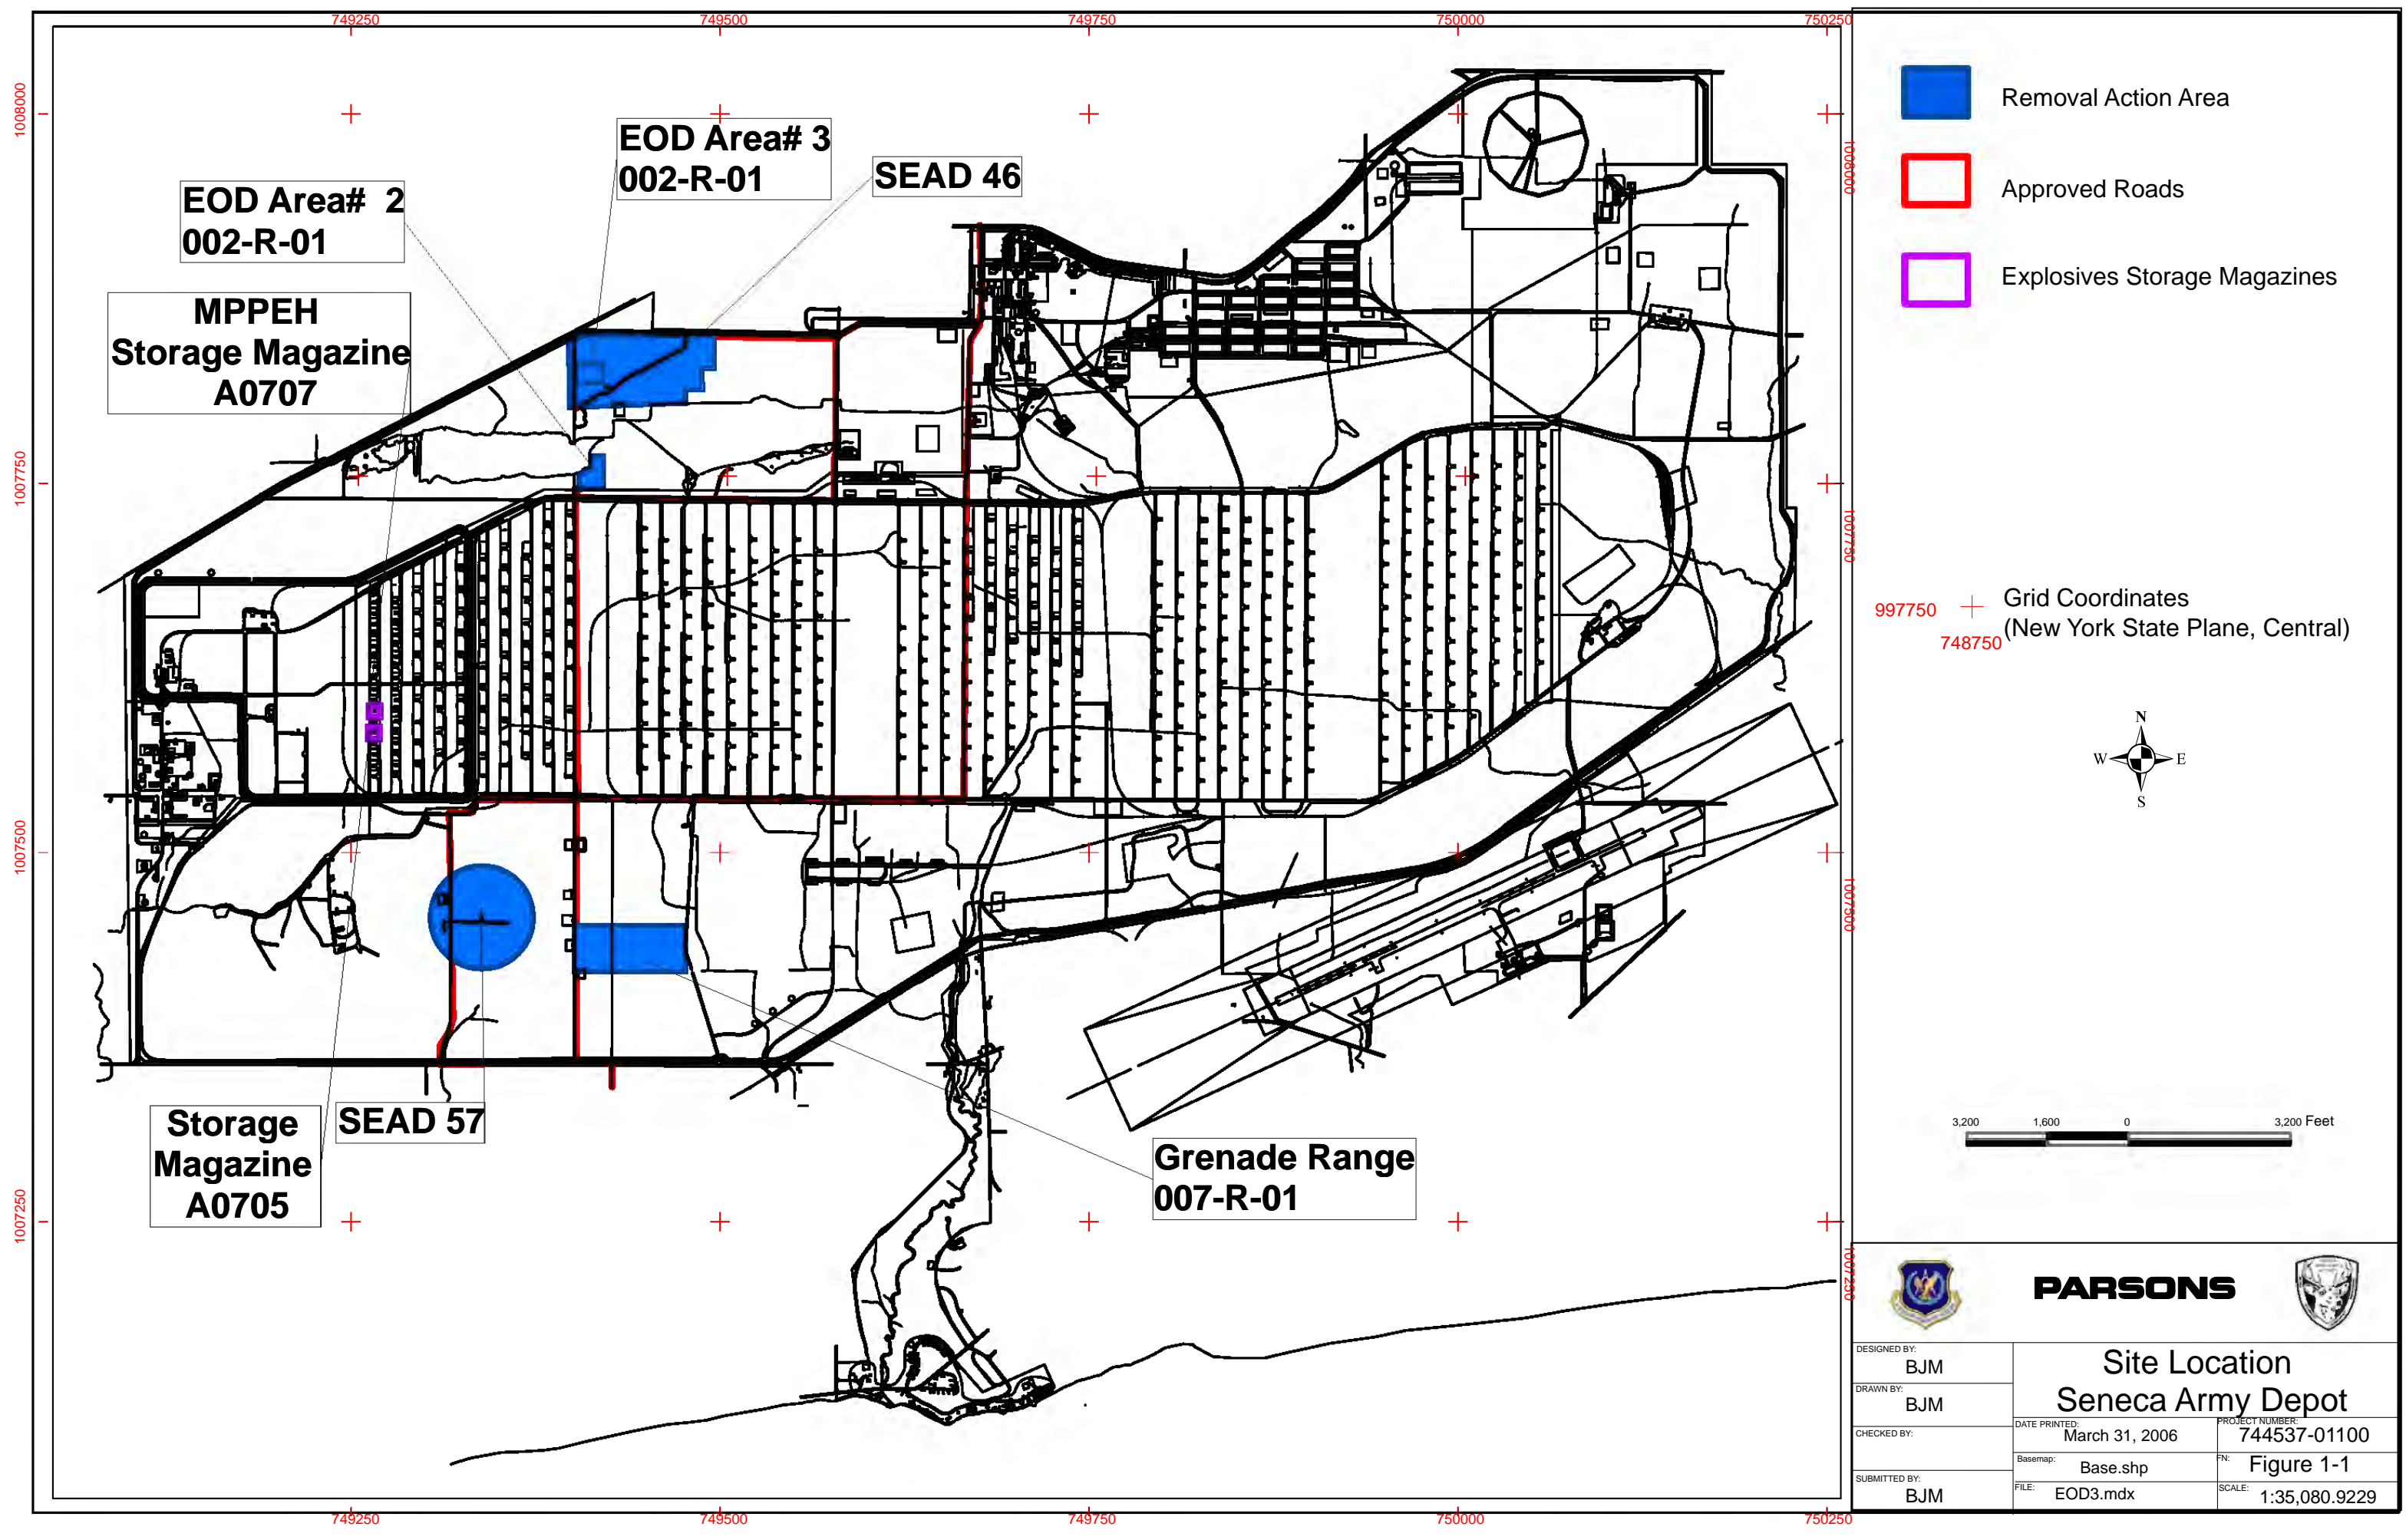 749250
749500
749750
750000
750250
1008000
1008000
1007750
1007750
1007500
1007500
1007250
1007250
749250
749500
749750
750000
750250
EOD Area# 3
002-R-01
SEAD 46
EOD Area#  2
002-R-01
MPPEH
Storage Magazine
A0707
Storage
Magazine
A0705
SEAD 57
Grenade Range
007-R-01
Removal Action Area
Approved Roads
Explosives Storage Magazines
997750
748750
Grid Coordinates
(New York State Plane, Central)
N
W
E
S
3,200
1,600
0
3,200 Feet
PARSONS
DESIGNED BY:
BJM
DRAWN BY:
BJM
CHECKED BY:
SUBMITTED BY:
BJM
Site Location
Seneca Army Depot
DATE PRINTED:
March 31, 2006
PROJECT NUMBER:
744537-01100
Basemap:
Base.shp
FN:
Figure 1-1
FILE:
EOD3.mdx
SCALE:
1:35,080.9229